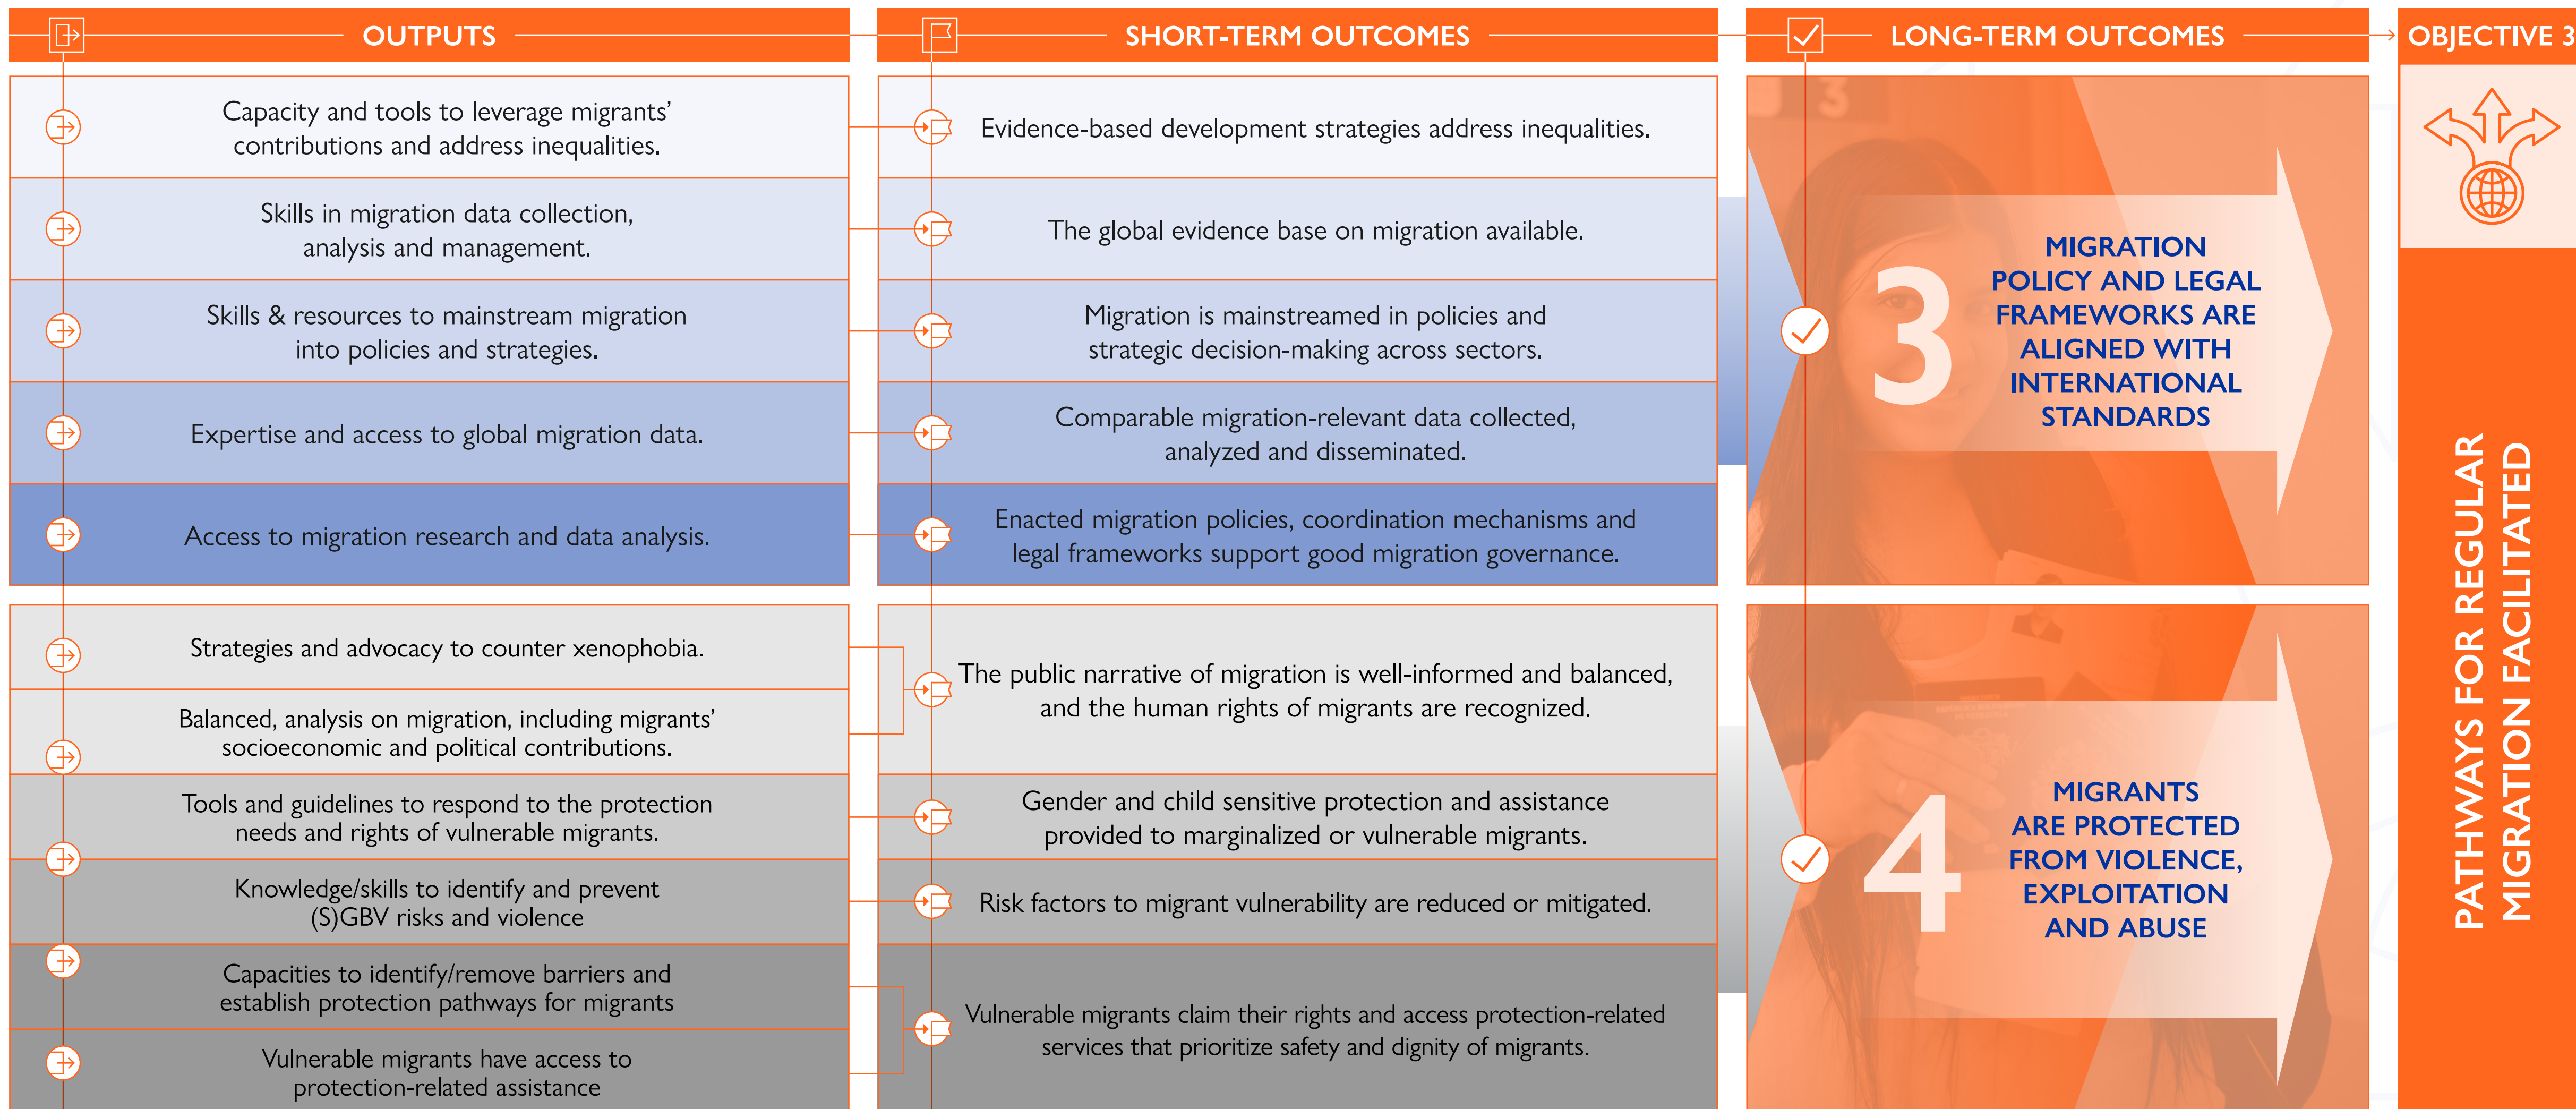 OUTPUTS
SHORT-TERM OUTCOMES
LONG-TERM OUTCOMES
OBJECTIVE 3
Capacity and tools to leverage migrants’
contributions and address inequalities.
Evidence-based development strategies address inequalities.
Skills in migration data collection,
analysis and management.
The global evidence base on migration available.
Skills & resources to mainstream migration
into policies and strategies.
Migration is mainstreamed in policies and
strategic decision-making across sectors.
Expertise and access to global migration data.
Comparable migration-relevant data collected,
analyzed and disseminated.
Access to migration research and data analysis.
Enacted migration policies, coordination mechanisms and
legal frameworks support good migration governance.
3
3
MIGRATION
POLICY AND LEGAL
FRAMEWORKS ARE
ALIGNED WITH
INTERNATIONAL
STANDARDS
Strategies and advocacy to counter xenophobia.
Balanced, analysis on migration, including migrants’
socioeconomic and political contributions.
The public narrative of migration is well-informed and balanced,
and the human rights of migrants are recognized.
Tools and guidelines to respond to the protection
needs and rights of vulnerable migrants.
Gender and child sensitive protection and assistance
provided to marginalized or vulnerable migrants.
Knowledge/skills to identify and prevent
(S)GBV risks and violence
Risk factors to migrant vulnerability are reduced or mitigated.
Capacities to identify/remove barriers and
establish protection pathways for migrants
Vulnerable migrants have access to
protection-related assistance
Vulnerable migrants claim their rights and access protection-related
services that prioritize safety and dignity of migrants.
4
MIGRANTS
ARE PROTECTED
FROM VIOLENCE,
EXPLOITATION
AND ABUSE
PATHWAYS FOR REGULAR
MIGRATION FACILITATED